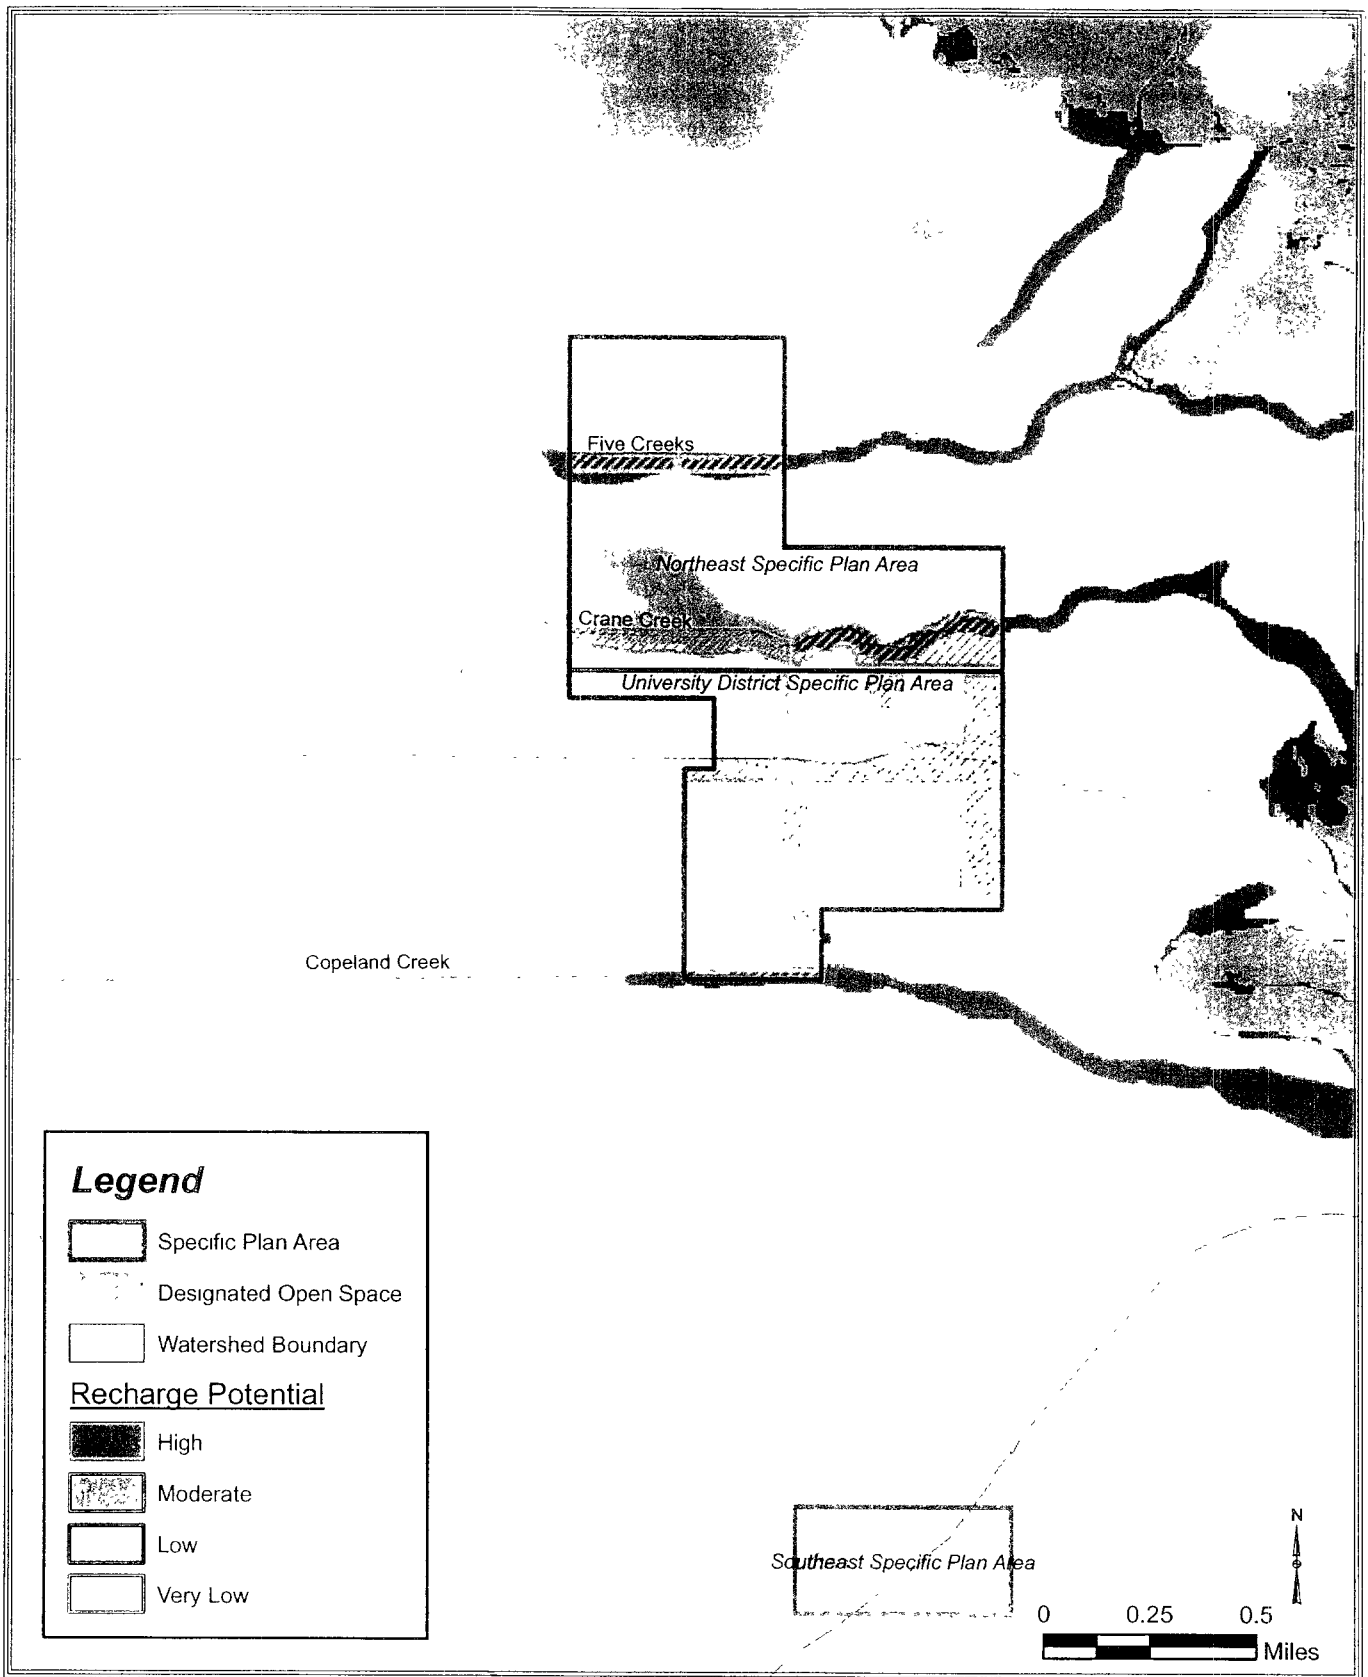 Five Creeks
Northeast Specific Plan Area
Crane Creek
University District Specific Plan Area
Copeland Creek
Legend
Specific Plan Area
Designated Open Space
Watershed Boundary
Recharge Potential
High
Moderate
Low
Very Low
Southeast Specific Plan Area
N
0 0.25 0.5
Miles